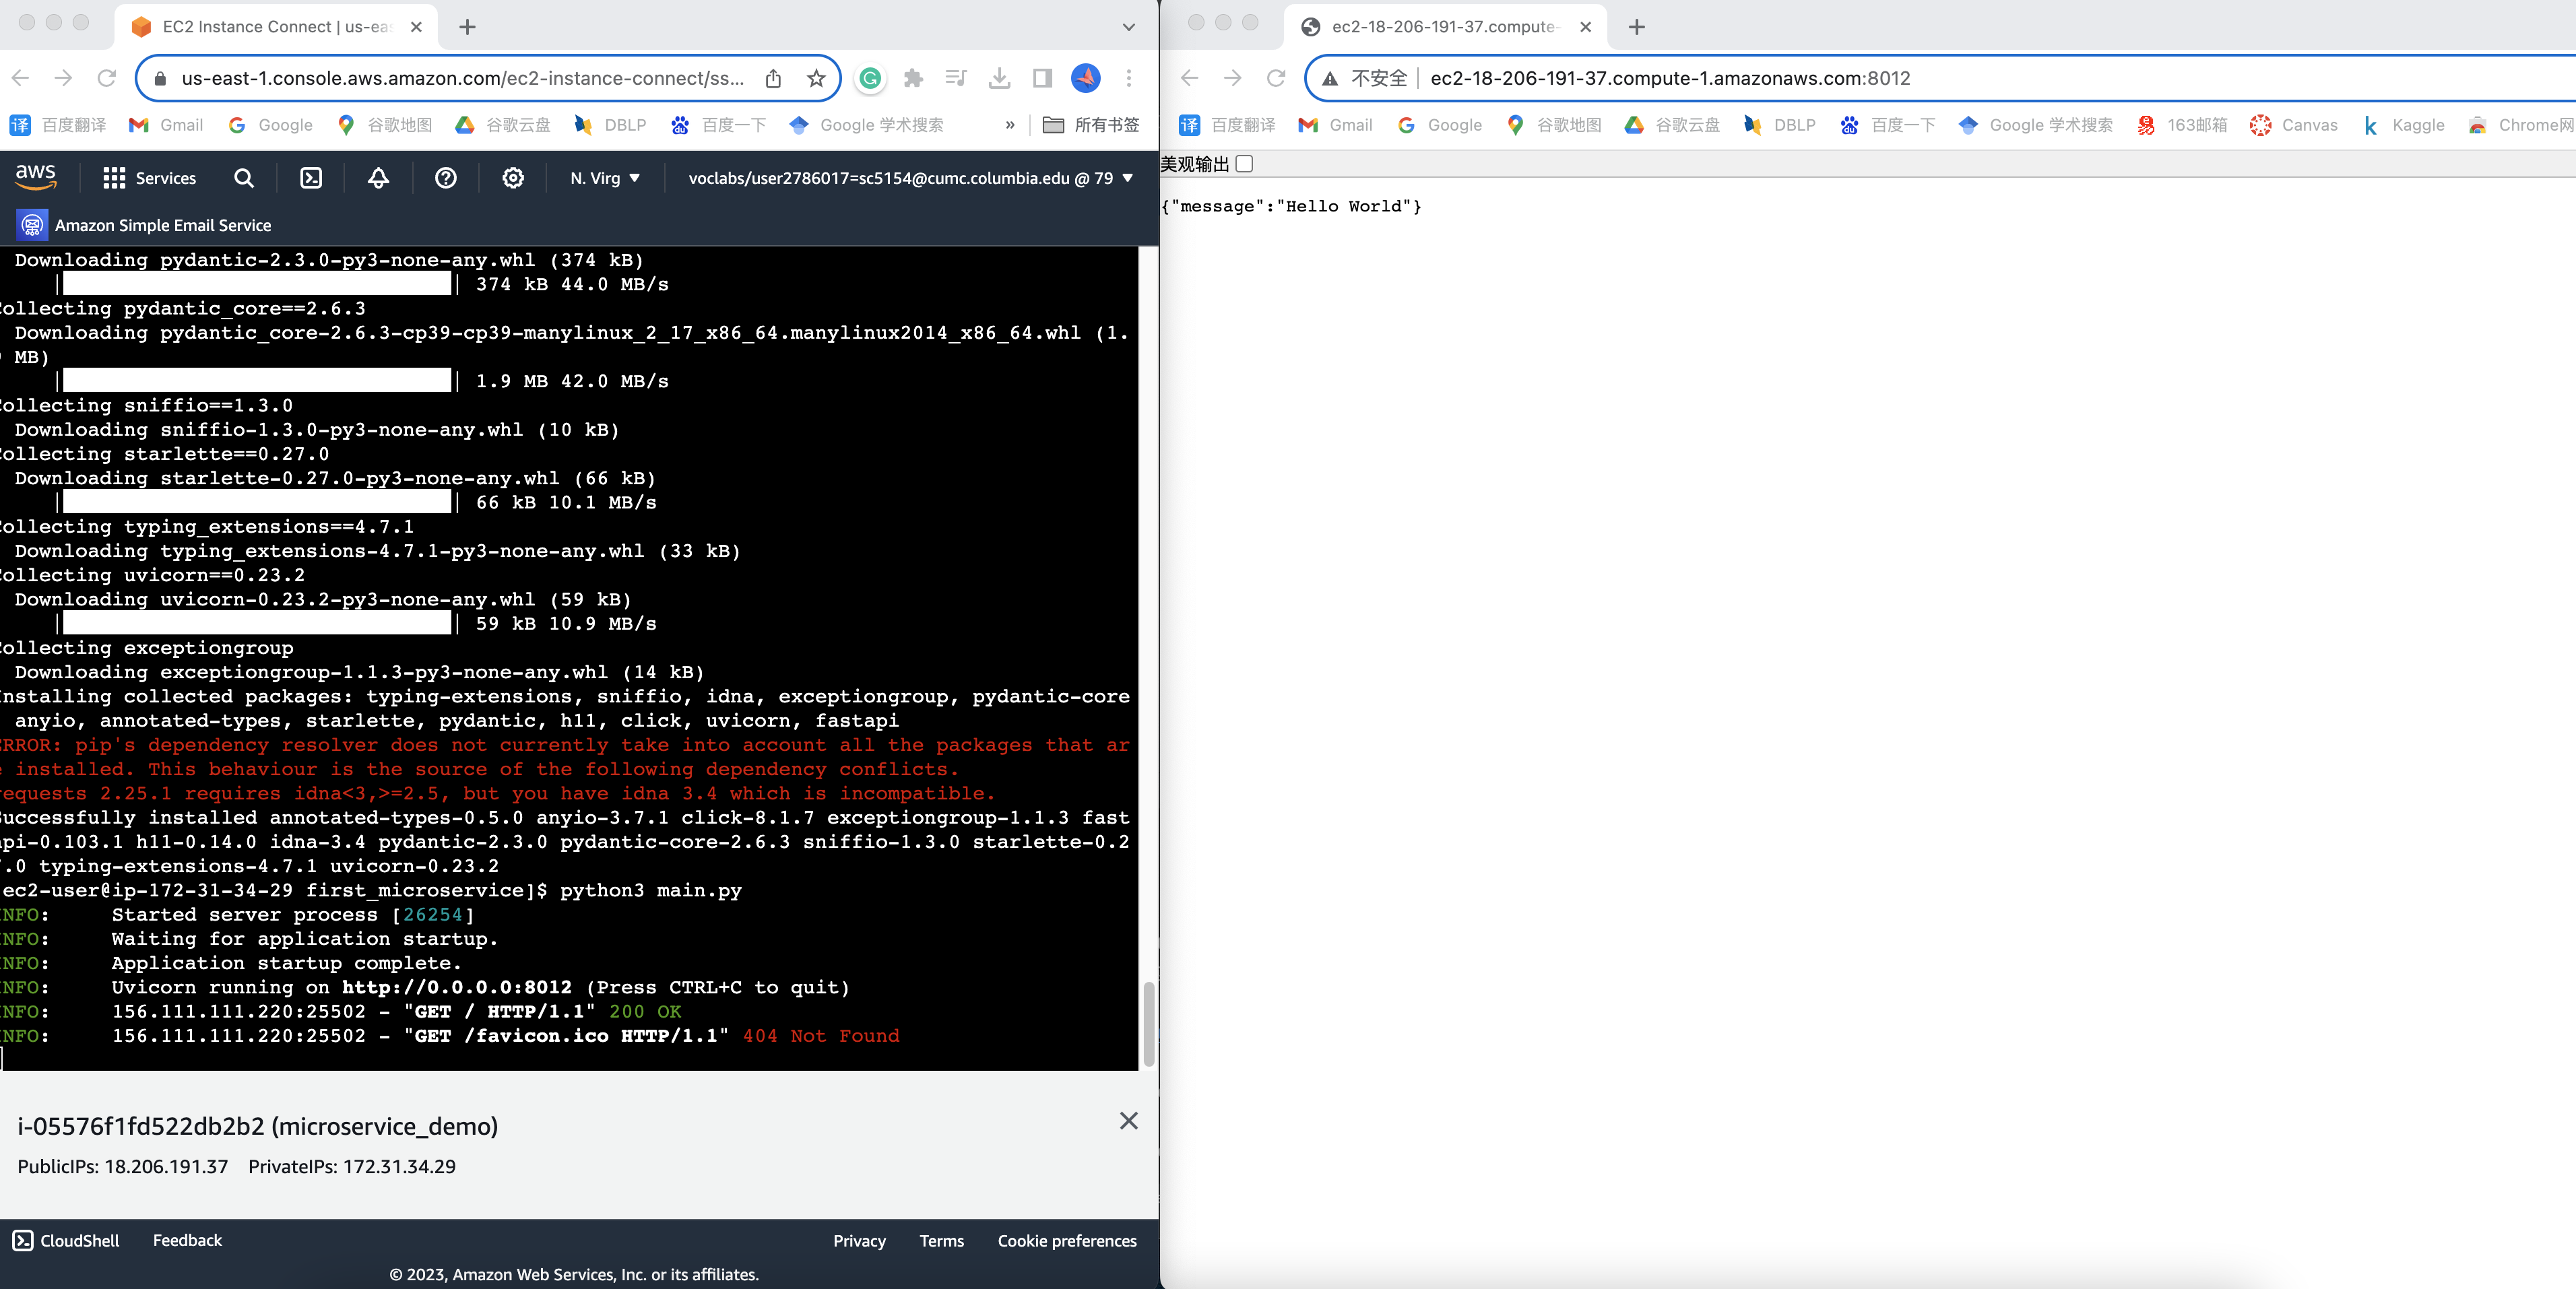 EC2 Instance Connect | us-eas
us-east-1.console.aws.amazon.com/ec2-instance-connect/ss...
百度翻译 Gmail Google 谷歌地图 谷歌云盘 DBLP 百度一下 Google 学术搜索 » 所有书签
aws Services N. Virg voclabs/user2786017=sc5154@cumc.columbia.edu @ 79
Amazon Simple Email Service
Downloading pydantic-2.3.0-py3-none-any.whl (374 kB)
| | 374 kB 44.0 MB/s
ollecting pydantic_core==2.6.3
Downloading pydantic_core-2.6.3-cp39-cp39-manylinux_2_17_x86_64.manylinux2014_x86_64.whl (1.
MB)
| | 1.9 MB 42.0 MB/s
ollecting sniffio==1.3.0
Downloading sniffio-1.3.0-py3-none-any.whl (10 kB)
ollecting starlette==0.27.0
Downloading starlette-0.27.0-py3-none-any.whl (66 kB)
| | 66 kB 10.1 MB/s
ollecting typing_extensions==4.7.1
Downloading typing_extensions-4.7.1-py3-none-any.whl (33 kB)
ollecting uvicorn==0.23.2
Downloading uvicorn-0.23.2-py3-none-any.whl (59 kB)
| | 59 kB 10.9 MB/s
ollecting exceptiongroup
Downloading exceptiongroup-1.1.3-py3-none-any.whl (14 kB)
nstalling collected packages: typing-extensions, sniffio, idna, exceptiongroup, pydantic-core
anyio, annotated-types, starlette, pydantic, h11, click, uvicorn, fastapi
RROR: pip's dependency resolver does not currently take into account all the packages that ar
e installed. This behaviour is the source of the following dependency conflicts.
equests 2.25.1 requires idna<3,>=2.5, but you have idna 3.4 which is incompatible.
uccessfully installed annotated-types-0.5.0 anyio-3.7.1 click-8.1.7 exceptiongroup-1.1.3 fast
pi-0.103.1 h11-0.14.0 idna-3.4 pydantic-2.3.0 pydantic-core-2.6.3 sniffio-1.3.0 starlette-0.2
.0 typing-extensions-4.7.1 uvicorn-0.23.2
ec2-user@ip-172-31-34-29 first_microservice]$ python3 main.py
NFO: Started server process [26254]
NFO: Waiting for application startup.
NFO: Application startup complete.
NFO: Uvicorn running on http://0.0.0.0:8012 (Press CTRL+C to quit)
NFO: 156.111.111.220:25502 - "GET / HTTP/1.1" 200 OK
NFO: 156.111.111.220:25502 - "GET /favicon.ico HTTP/1.1" 404 Not Found
i-05576f1fd522db2b2 (microservice_demo)
PublicIPs: 18.206.191.37 PrivateIPs: 172.31.34.29
CloudShell Feedback Privacy Terms Cookie preferences
© 2023, Amazon Web Services, Inc. or its affiliates.
ec2-18-206-191-37.compute-
不安全 ec2-18-206-191-37.compute-1.amazonaws.com:8012
百度翻译 Gmail Google 谷歌地图 谷歌云盘 DBLP 百度一下 Google 学术搜索 163邮箱 Canvas Kaggle Chrome网
美观输出
{"message":"Hello World"}